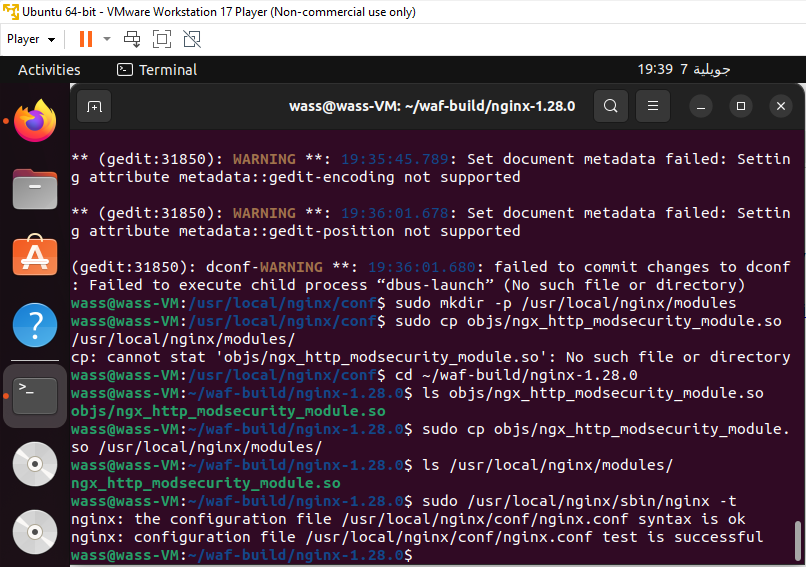 Ubuntu 64-bit - VMware Workstation 17 Player (Non-commercial use only)
Player
Activities
Terminal
19:39 7 جويلية
wass@wass-VM: ~/waf-build/nginx-1.28.0
** (gedit:31850): WARNING **: 19:35:45.789: Set document metadata failed: Settin
g attribute metadata::gedit-encoding not supported
** (gedit:31850): WARNING **: 19:36:01.678: Set document metadata failed: Settin
g attribute metadata::gedit-position not supported
(gedit:31850): dconf-WARNING **: 19:36:01.680: failed to commit changes to dconf
: Failed to execute child process “dbus-launch” (No such file or directory)
wass@wass-VM:/usr/local/nginx/conf$ sudo mkdir -p /usr/local/nginx/modules
wass@wass-VM:/usr/local/nginx/conf$ sudo cp objs/ngx_http_modsecurity_module.so
/usr/local/nginx/modules/
cp: cannot stat 'objs/ngx_http_modsecurity_module.so': No such file or directory
wass@wass-VM:/usr/local/nginx/conf$ cd ~/waf-build/nginx-1.28.0
wass@wass-VM:~/waf-build/nginx-1.28.0$ ls objs/ngx_http_modsecurity_module.so
objs/ngx_http_modsecurity_module.so
wass@wass-VM:~/waf-build/nginx-1.28.0$ sudo cp objs/ngx_http_modsecurity_module.
so /usr/local/nginx/modules/
wass@wass-VM:~/waf-build/nginx-1.28.0$ ls /usr/local/nginx/modules/
ngx_http_modsecurity_module.so
wass@wass-VM:~/waf-build/nginx-1.28.0$ sudo /usr/local/nginx/sbin/nginx -t
nginx: the configuration file /usr/local/nginx/conf/nginx.conf syntax is ok
nginx: configuration file /usr/local/nginx/conf/nginx.conf test is successful
wass@wass-VM:~/waf-build/nginx-1.28.0$